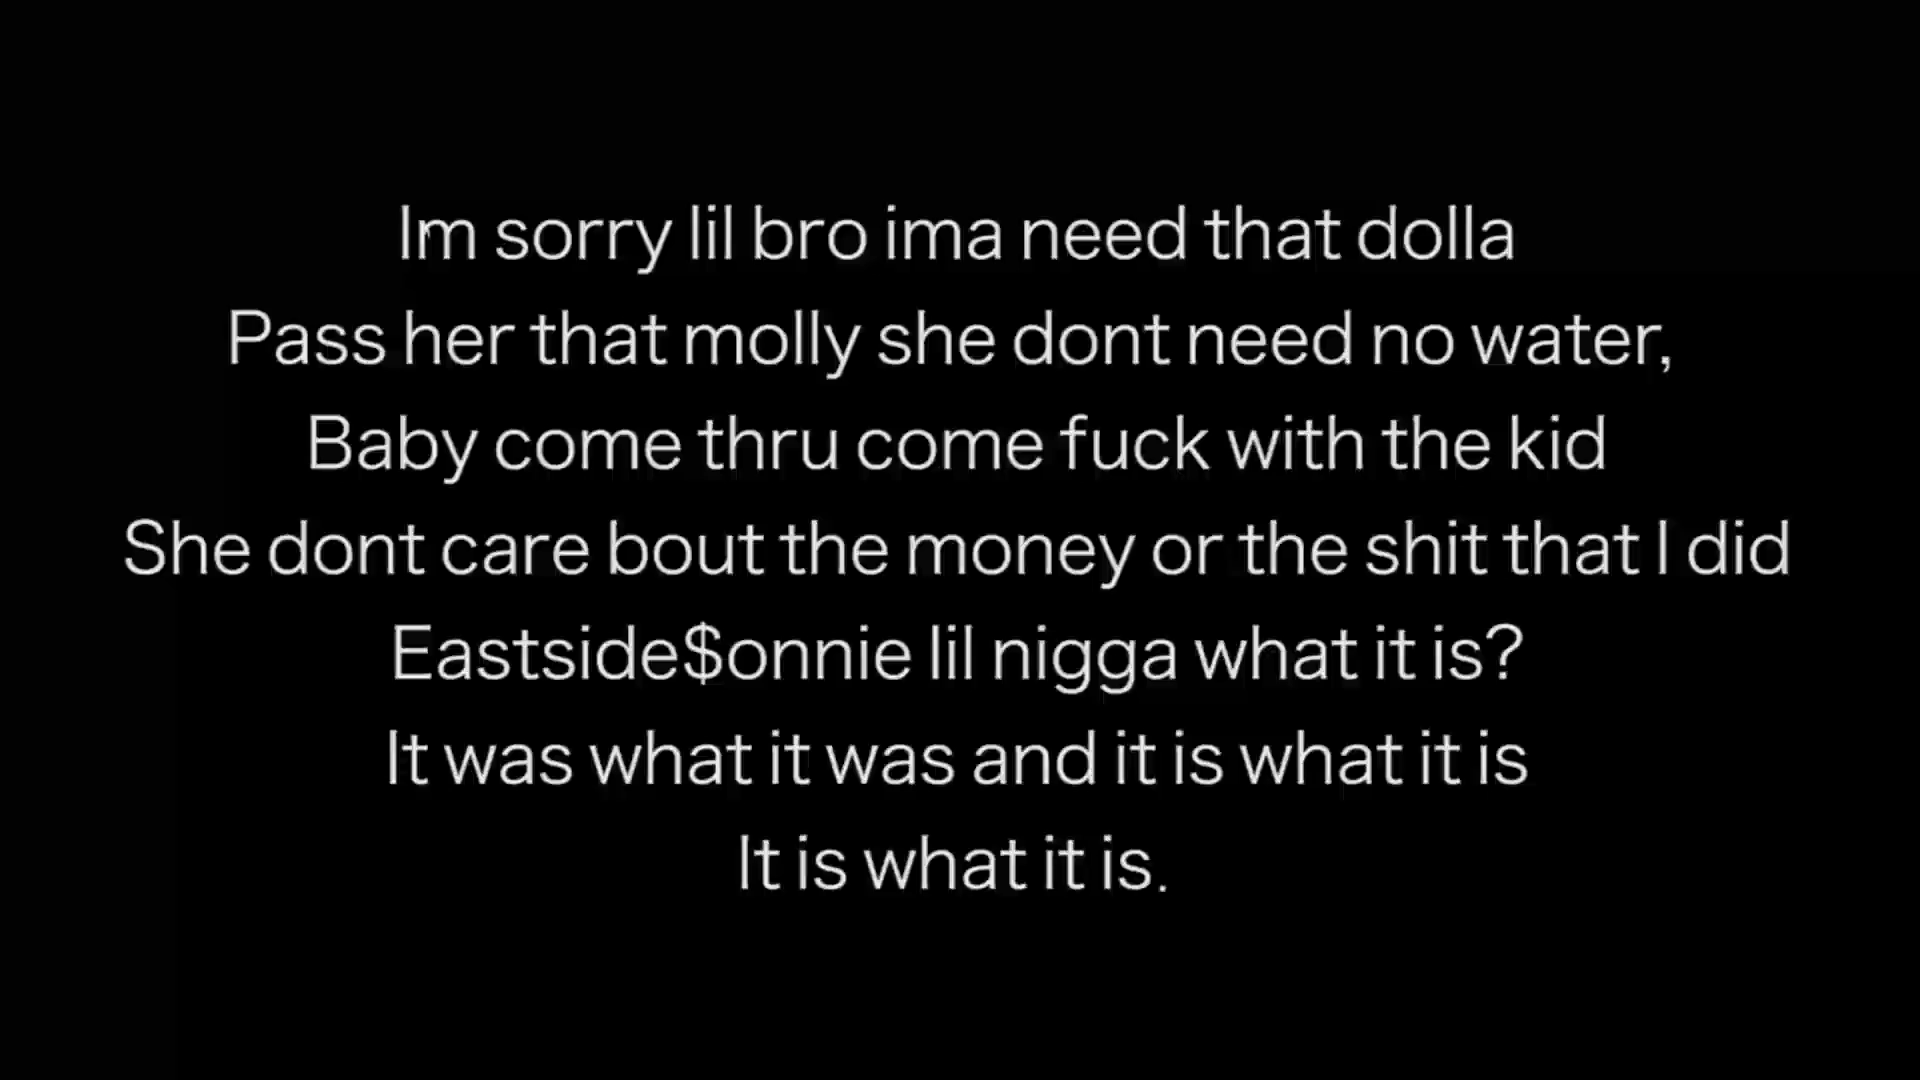 Im sorry lil bro ima need that dolla
Pass her that molly she dont need no water,
Baby come thru come fuck with the kid
She dont care bout the money or the shit that I did
Eastside$onnie lil nigga what it is?
It was what it was and it is what it is
It is what it is.